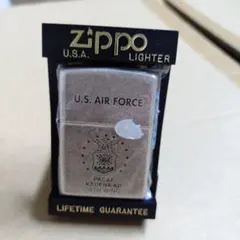 zippo
U.S.A. LIGHTER
U.S. AIR FORCE
PACAF
LIFETIME GUARANTEE